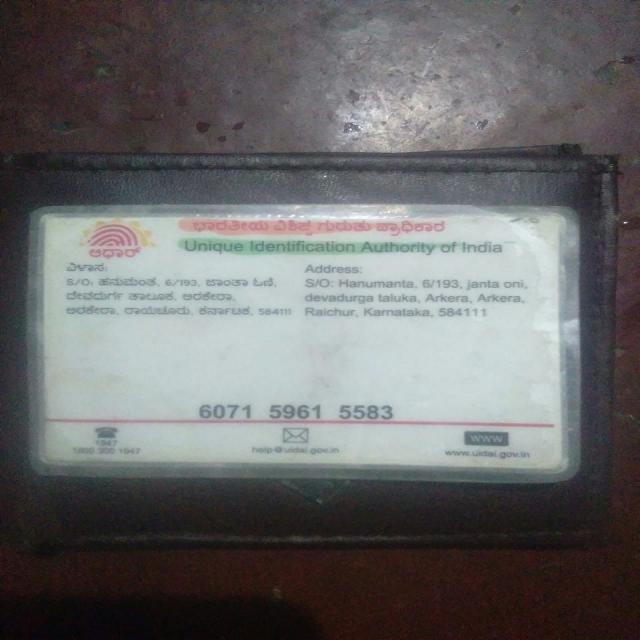 ಭಾರತೀಯ ವಿಶಿಷ್ಟ ಗುರುತು ಪ್ರಾಧಿಕಾರ
Unique Identification Authority of India
ಆಧಾರ್
ವಿಳಾಸ:
S/O: ಹನುಮಂತ, 6/193, ಜಾಂತಾ ಓಣಿ,
ದೇವದುರ್ಗ ತಾಲೂಕ, ಅರಕೇರಾ,
ಅರಕೇರಾ, ರಾಯಚೂರು, ಕರ್ನಾಟಕ, 584111
Address:
S/O: Hanumanta, 6/193, janta oni,
devadurga taluka, Arkera, Arkera,
Raichur, Karnataka, 584111
6071 5961 5583
1947
1800 300 1947
help@uidai.gov.in
www
www.uidai.gov.in